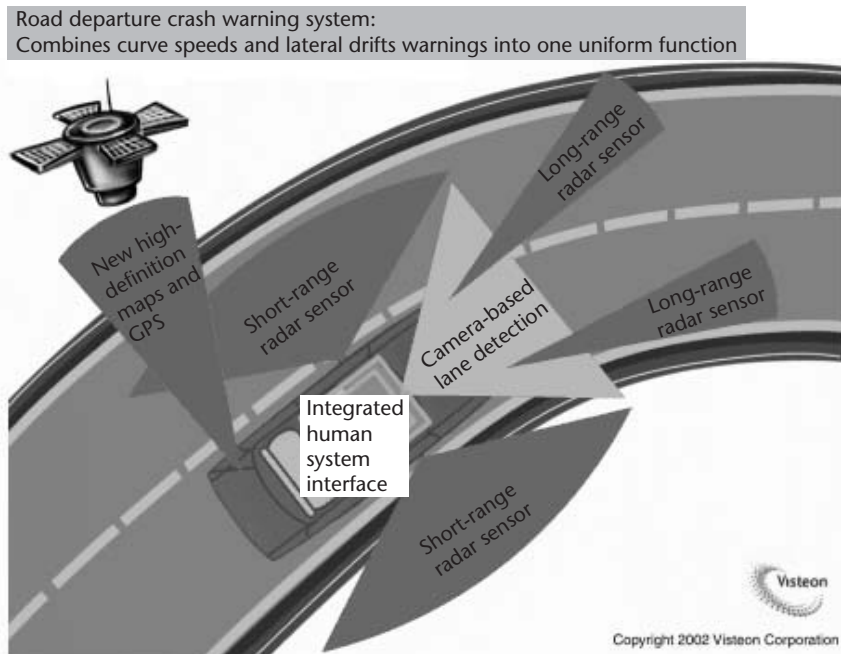 Road departure crash warning system:
Combines curve speeds and lateral drifts warnings into one uniform function
Long-range
radar sensor
New high-
definition
maps and
GPS
Short-range
radar sensor
Camera-based
lane detection
Long-range
radar sensor
Integrated
human
system
interface
Short-range
radar sensor
Visteon
Copyright 2002 Visteon Corporation